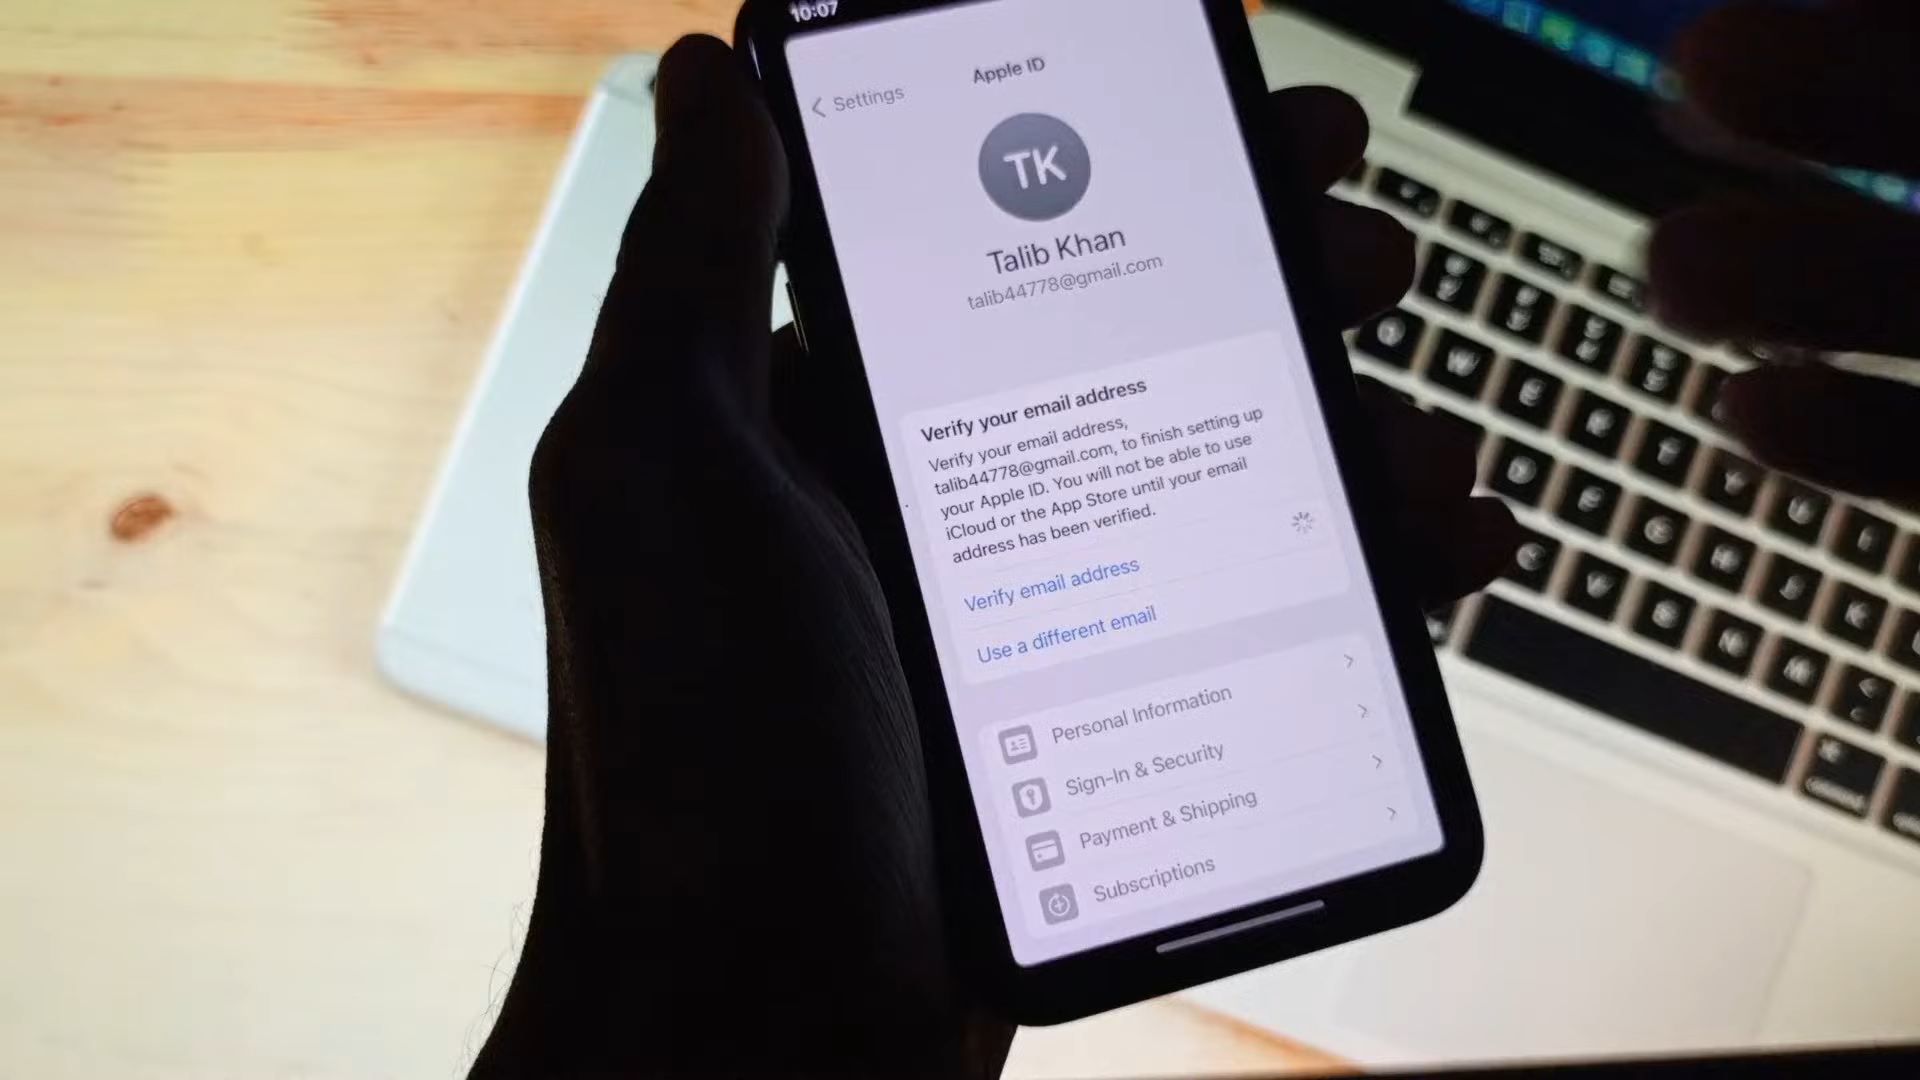 10:07
Apple ID
Settings
TK
Talib Khan
talib44778@gmail.com
Verify your email address
Verify your email address,
talib44778@gmail.com, to finish setting up
your Apple ID. You will not be able to use
iCloud or the App Store until your email
address has been verified.
Verify email address
Use a different email
Personal Information
Sign-In & Security
Payment & Shipping
Subscriptions